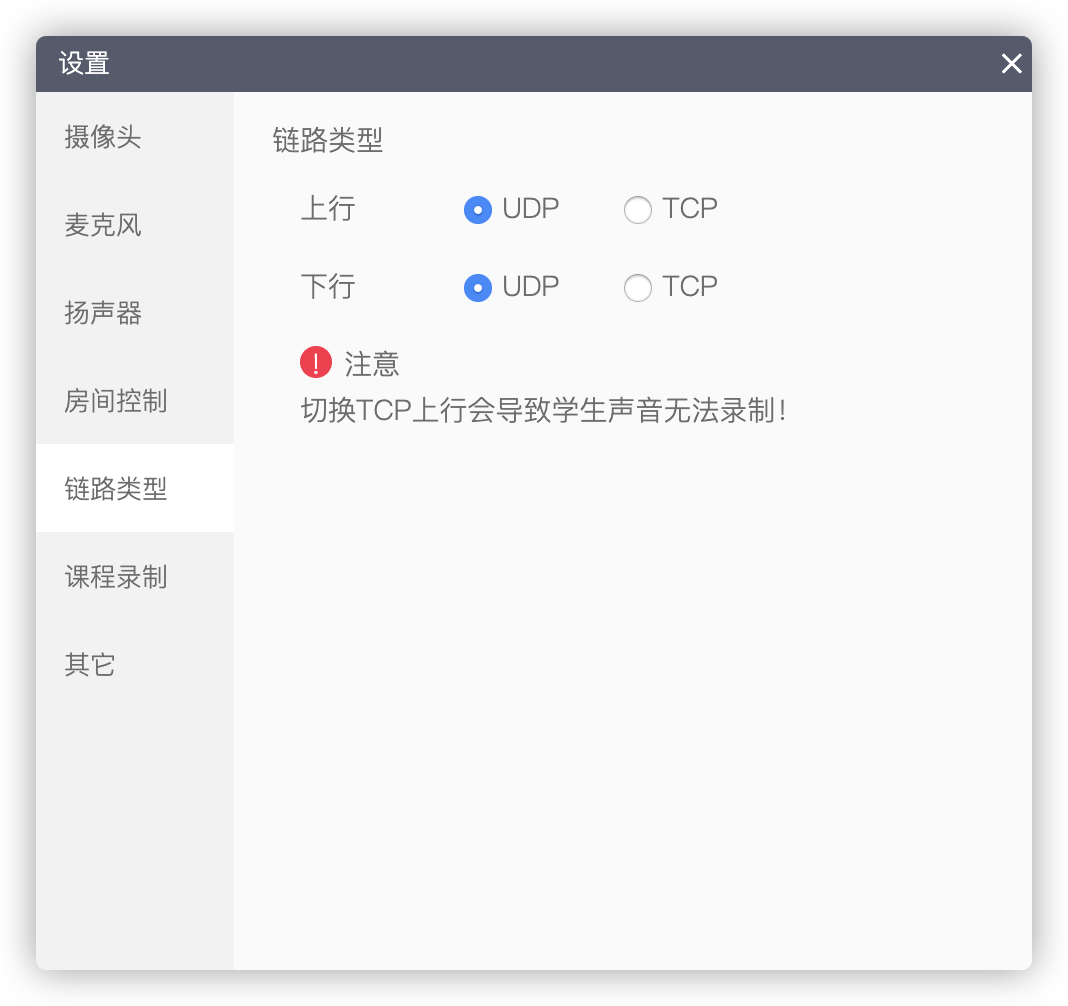 设置
摄像头
麦克风
扬声器
房间控制
链路类型
课程录制
其它
链路类型
上行 UDP TCP
下行 UDP TCP
注意
切换TCP上行会导致学生声音无法录制！